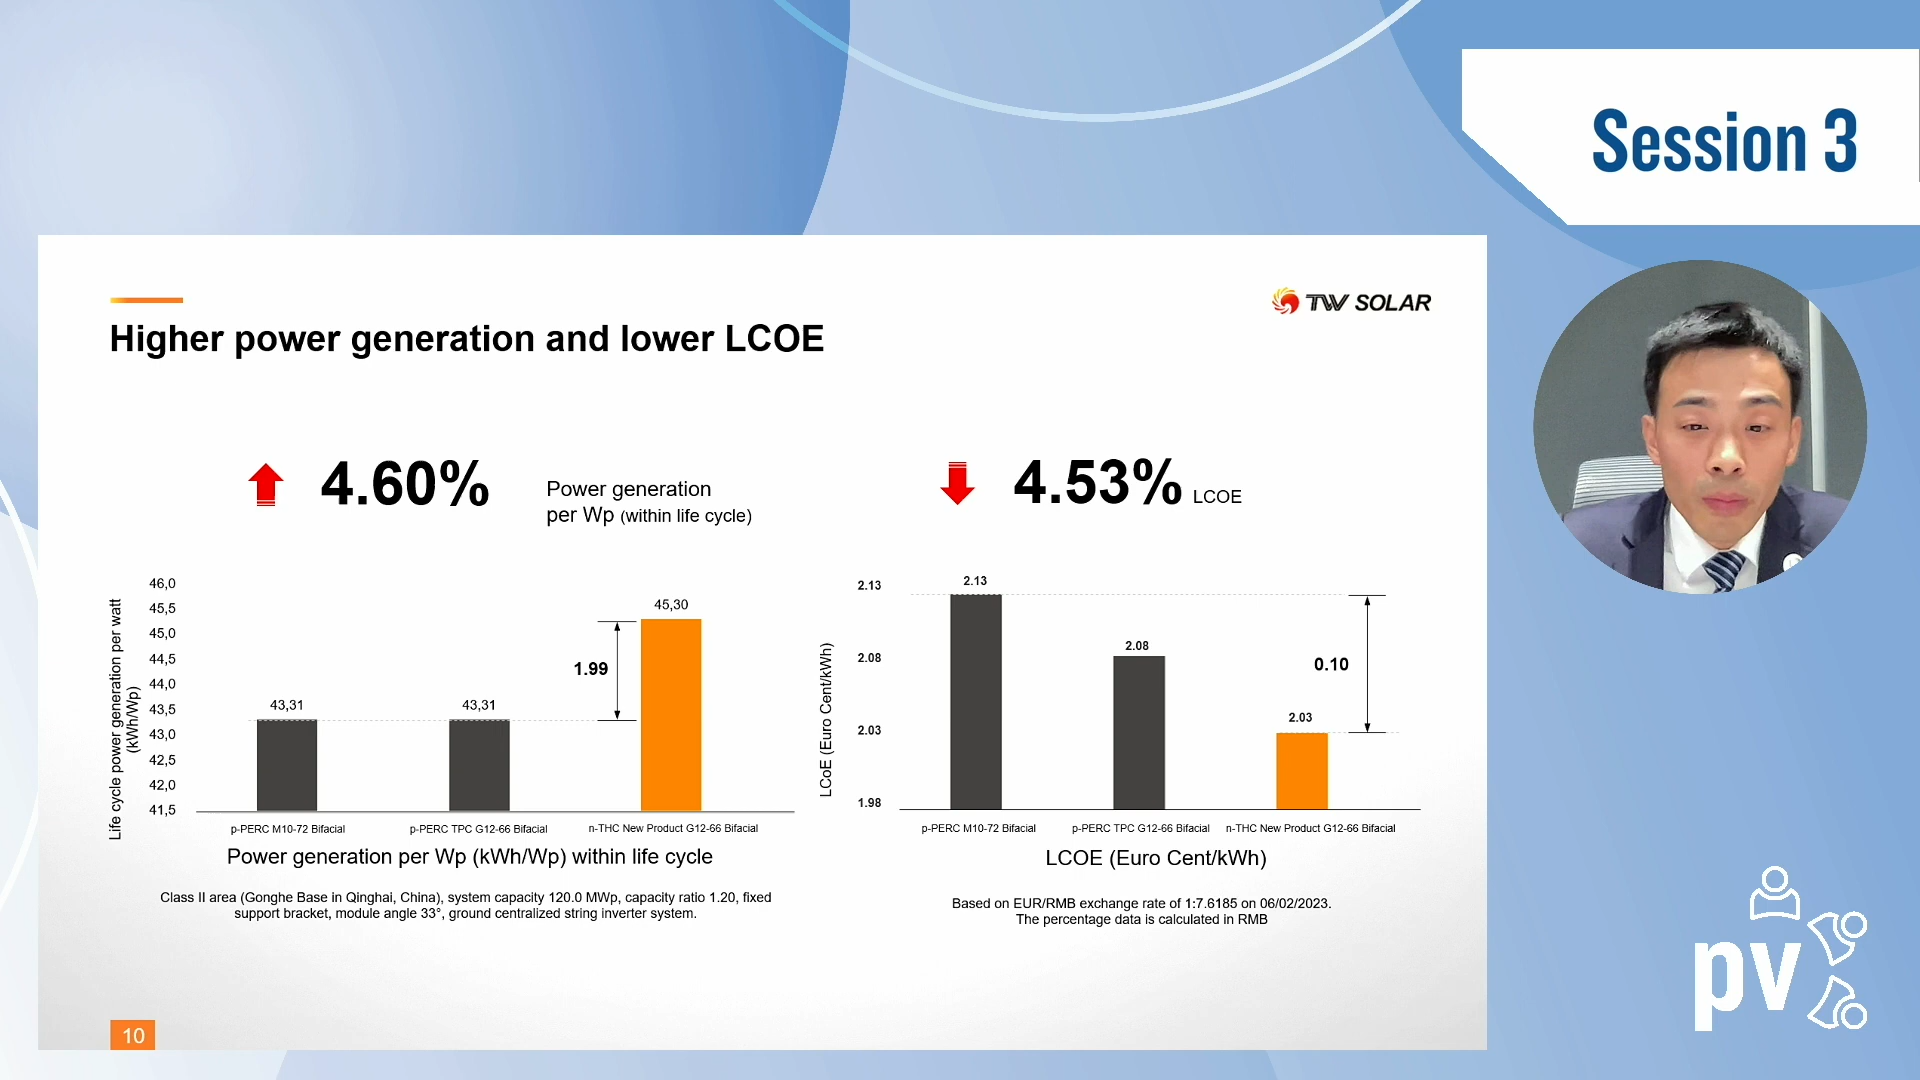 Session 3
TW SOLAR
Higher power generation and lower LCOE
4.60%
Power generation
per Wp (within life cycle)
4.53% LCOE
Life cycle power generation per watt
(kWh/Wp)
46,0
45,5
45,0
44,5
44,0
43,5
43,0
42,5
42,0
41,5
43,31
43,31
1.99
45,30
p-PERC M10-72 Bifacial
p-PERC TPC G12-66 Bifacial
n-THC New Product G12-66 Bifacial
Power generation per Wp (kWh/Wp) within life cycle
Class II area (Gonghe Base in Qinghai, China), system capacity 120.0 MWp, capacity ratio 1.20, fixed
support bracket, module angle 33°, ground centralized string inverter system.
LCoE (Euro Cent/kWh)
2.13
2.08
2.03
1.98
2.13
2.08
2.03
0.10
p-PERC M10-72 Bifacial
p-PERC TPC G12-66 Bifacial
n-THC New Product G12-66 Bifacial
LCOE (Euro Cent/kWh)
Based on EUR/RMB exchange rate of 1:7.6185 on 06/02/2023.
The percentage data is calculated in RMB
10
pv